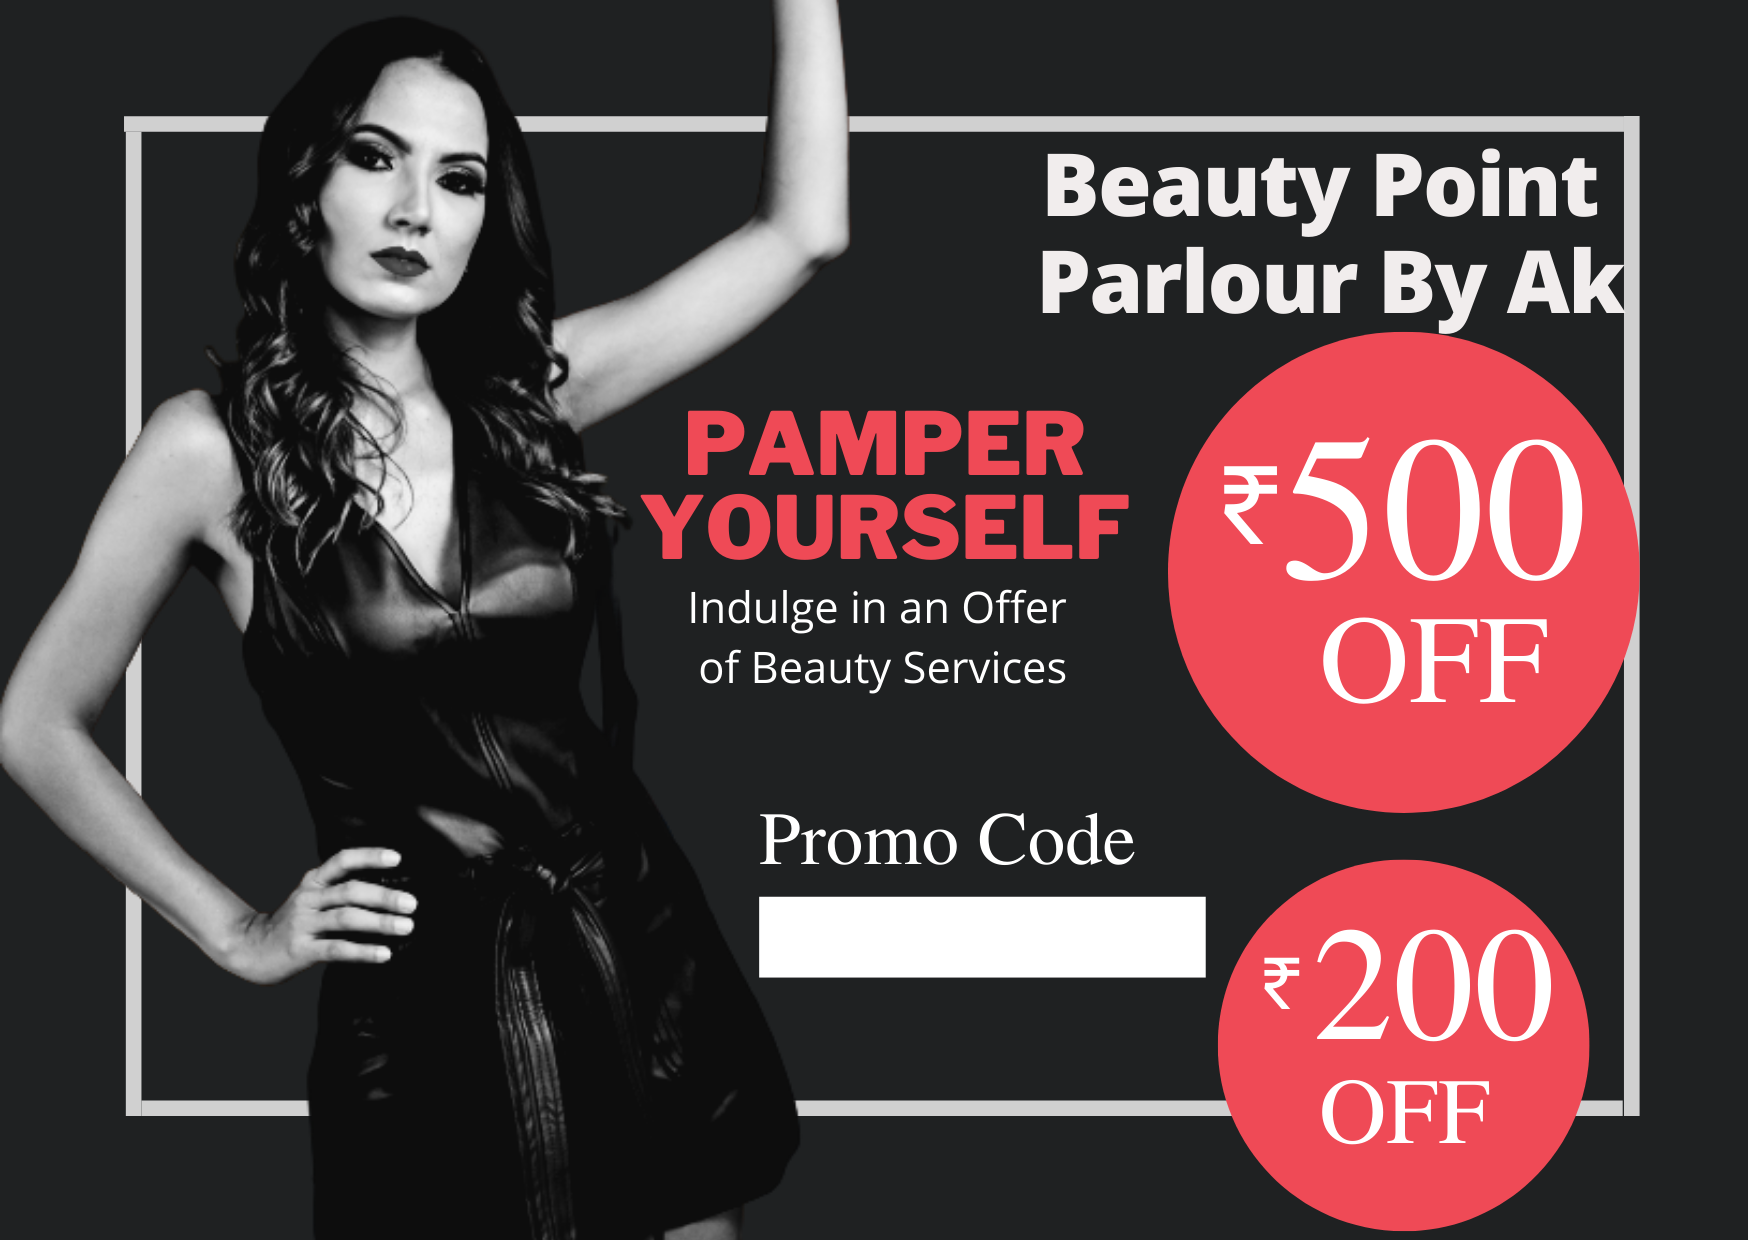 Beauty Point
Parlour By Ak
PAMPER
YOURSELF
Indulge in an Offer
of Beauty Services
₹500
OFF
Promo Code
₹200
OFF